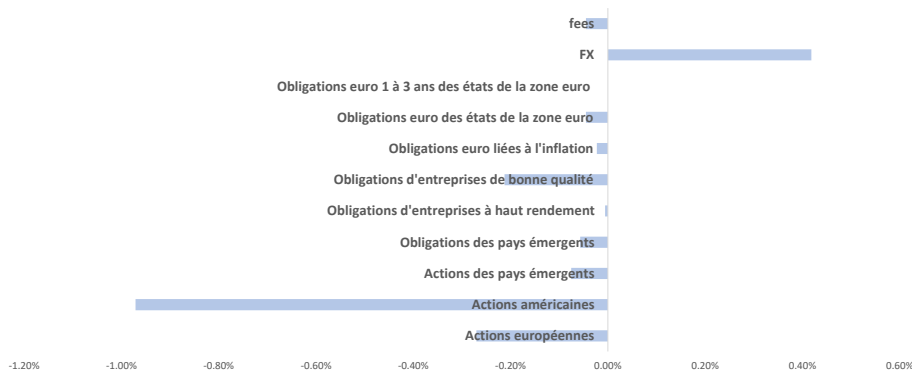 fees
FX
Obligations euro 1 à 3 ans des états de la zone euro
Obligations euro des états de la zone euro
Obligations euro liées à l'inflation
Obligations d'entreprises de bonne qualité
Obligations d'entreprises à haut rendement
Obligations des pays émergents
Actions des pays émergents
Actions américaines
Actions européennes
-1.20% -1.00% -0.80% -0.60% -0.40% -0.20% 0.00% 0.20% 0.40% 0.60%